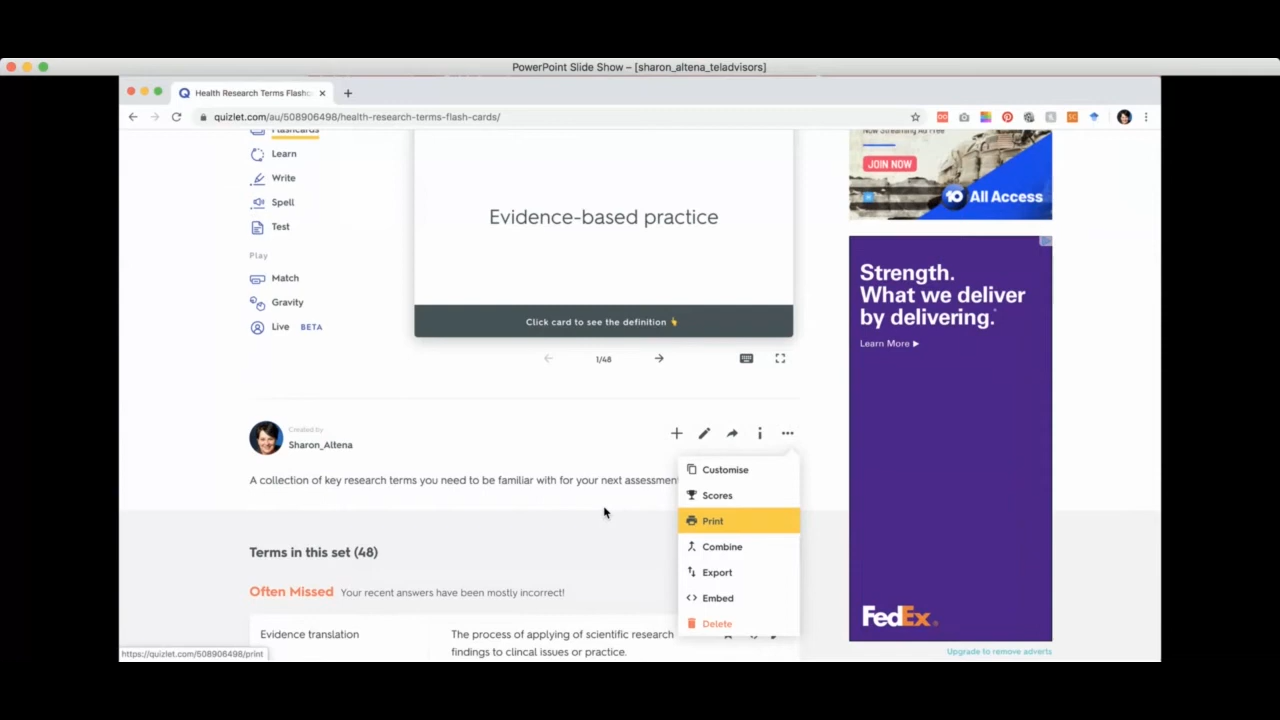 PowerPoint Slide Show – [sharon_altena_teladvisors]
Health Research Terms Flashc
quizlet.com/au/508906498/health-research-terms-flash-cards/
Flashcards
Learn
Write
Spell
Test
Play
Match
Gravity
Live BETA
Evidence-based practice
Click card to see the definition
1/48
Now Streaming Ad Free
JOIN NOW
10 All Access
Strength.
What we deliver
by delivering.
Learn More
FedEx
Upgrade to remove adverts
Created by
Sharon_Altena
A collection of key research terms you need to be familiar with for your next assessment
Customise
Scores
Print
Combine
Export
Embed
Delete
Terms in this set (48)
Often Missed Your recent answers have been mostly incorrect!
Evidence translation
The process of applying of scientific research
findings to clincal issues or practice.
https://quizlet.com/508906498/print